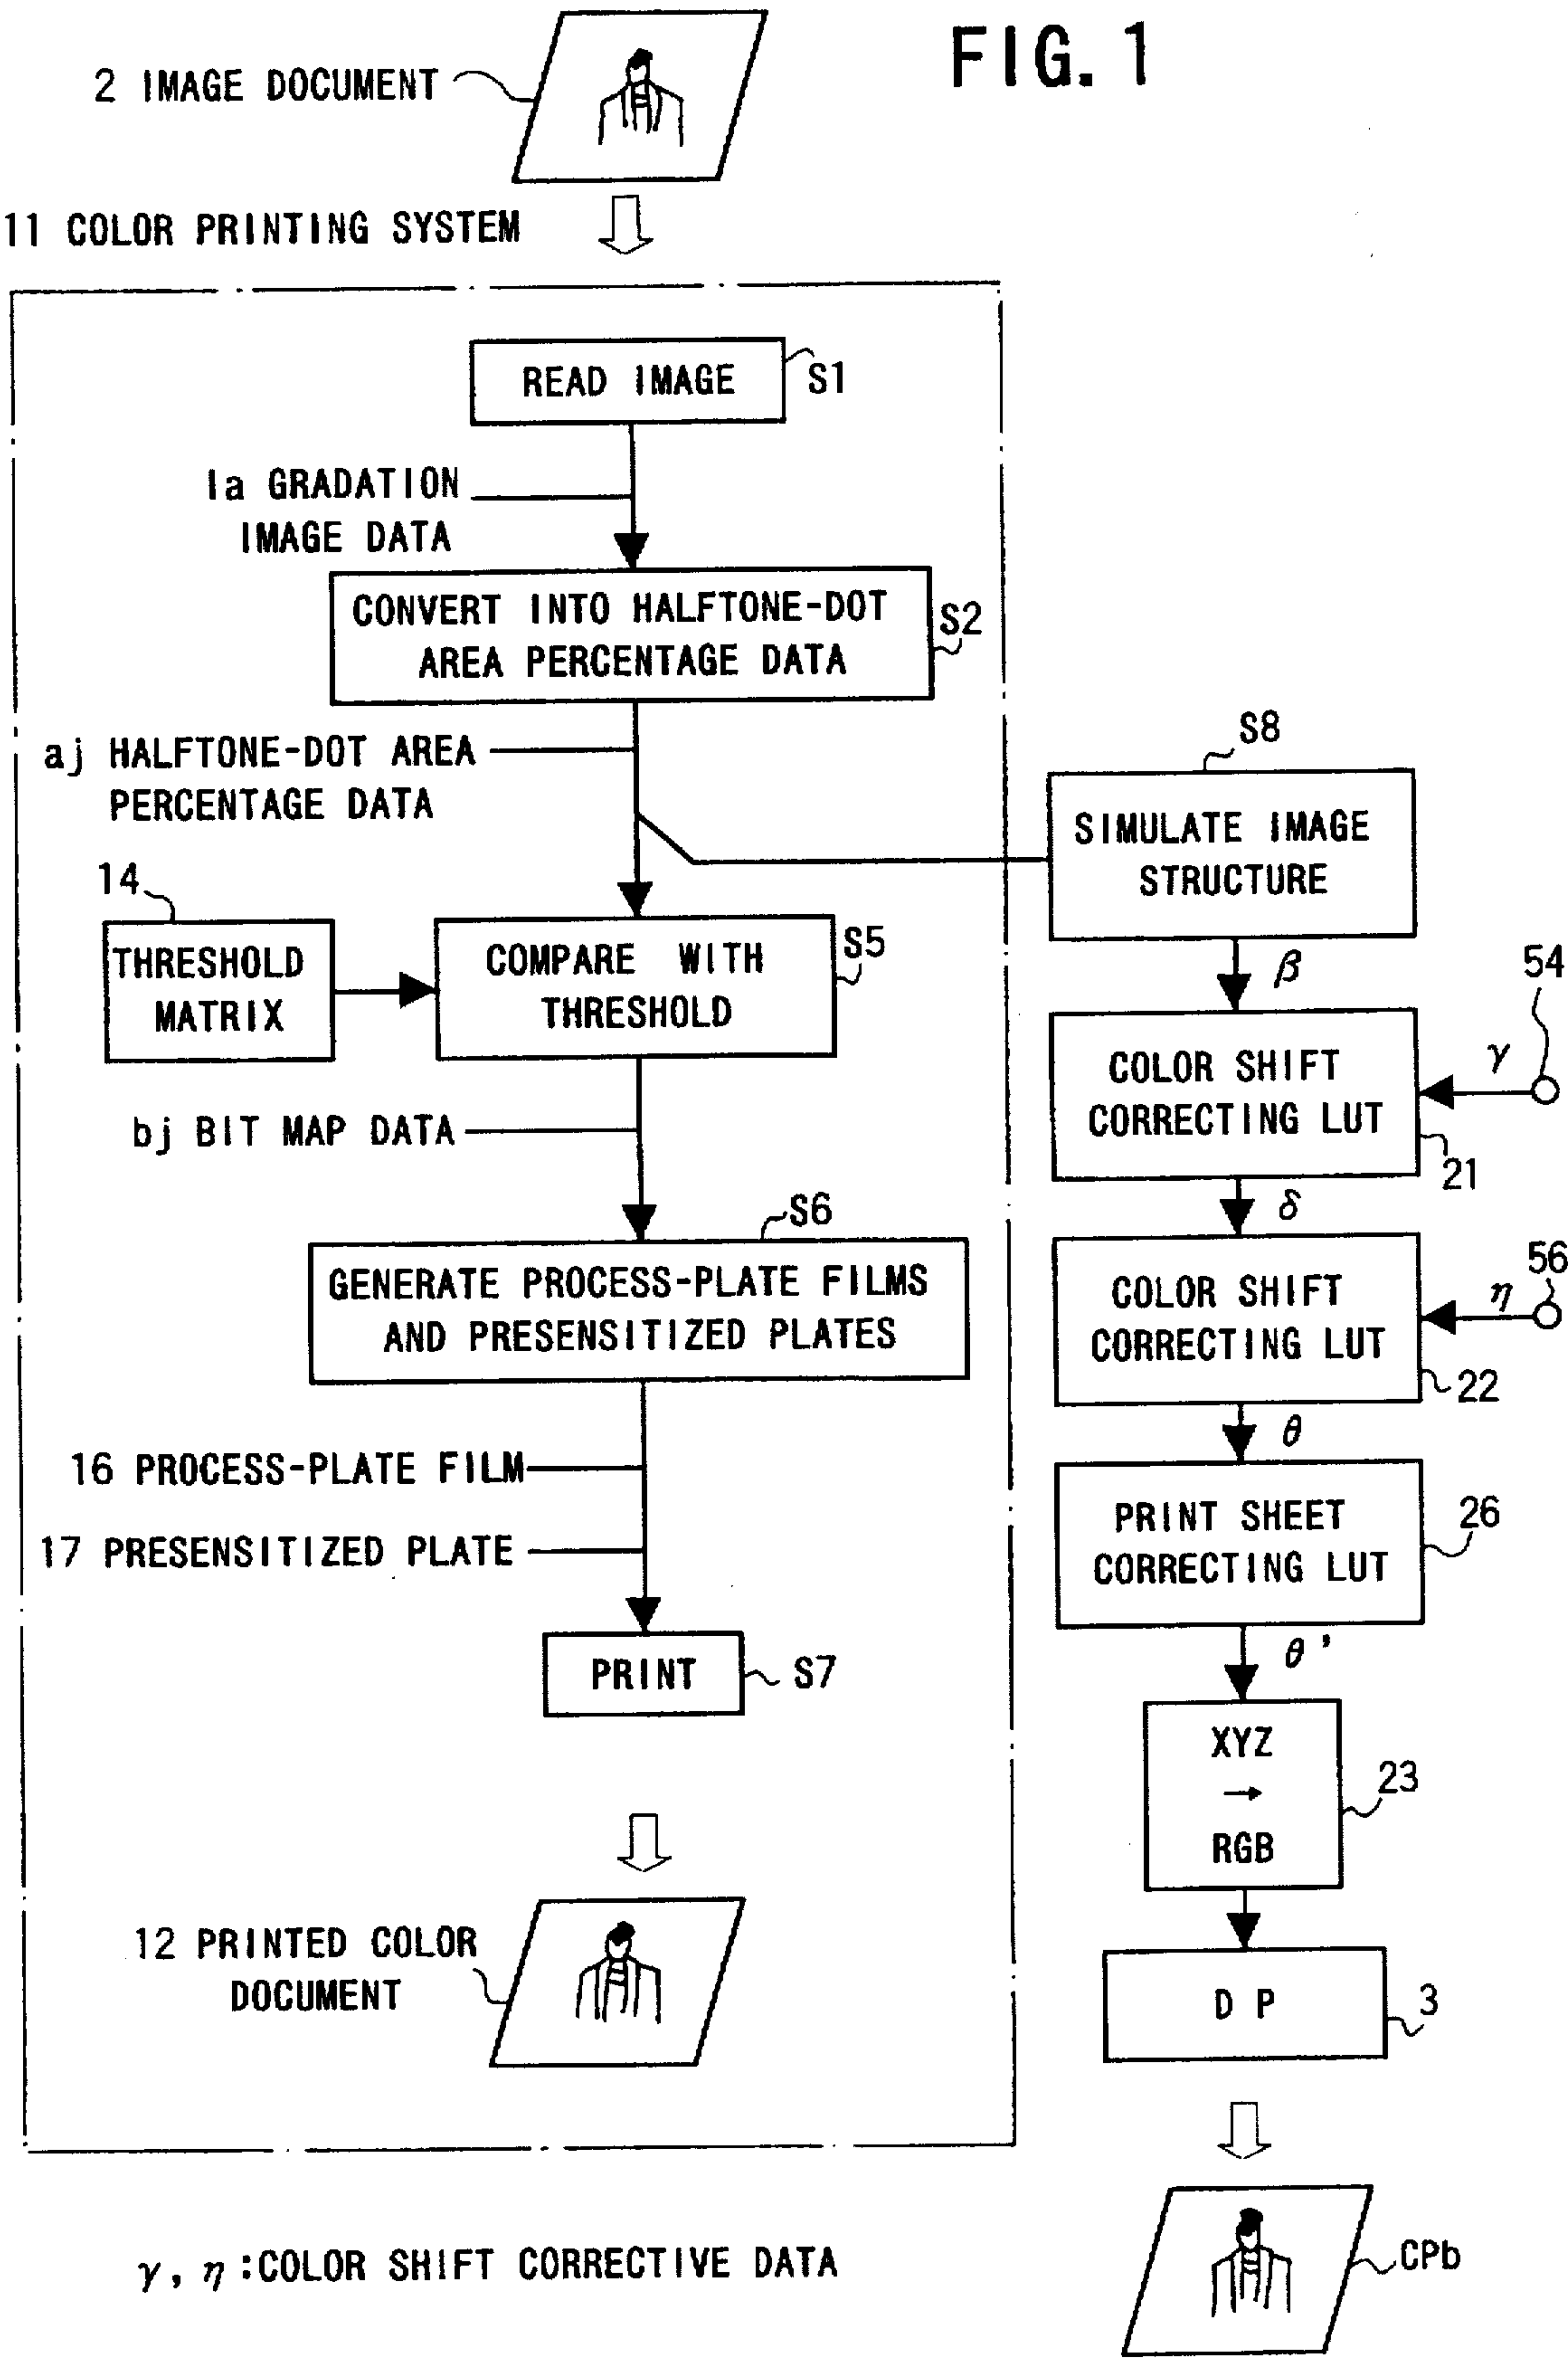 FIG. 1
2 IMAGE DOCUMENT
11 COLOR PRINTING SYSTEM
READ IMAGE
S1
Ia GRADATION
IMAGE DATA
CONVERT INTO HALFTONE-DOT
AREA PERCENTAGE DATA
S2
aj HALFTONE-DOT AREA
PERCENTAGE DATA
14
THRESHOLD
MATRIX
COMPARE WITH
THRESHOLD
S5
bj BIT MAP DATA
S6
GENERATE PROCESS-PLATE FILMS
AND PRESENSITIZED PLATES
16 PROCESS-PLATE FILM
17 PRESENSITIZED PLATE
PRINT
S7
12 PRINTED COLOR
DOCUMENT
S8
SIMULATE IMAGE
STRUCTURE
β
54
γ
COLOR SHIFT
CORRECTING LUT
21
δ
56
η
COLOR SHIFT
CORRECTING LUT
22
θ
PRINT SHEET
CORRECTING LUT
26
θ'
XYZ
→
RGB
23
DP
3
CPb
γ, η :COLOR SHIFT CORRECTIVE DATA